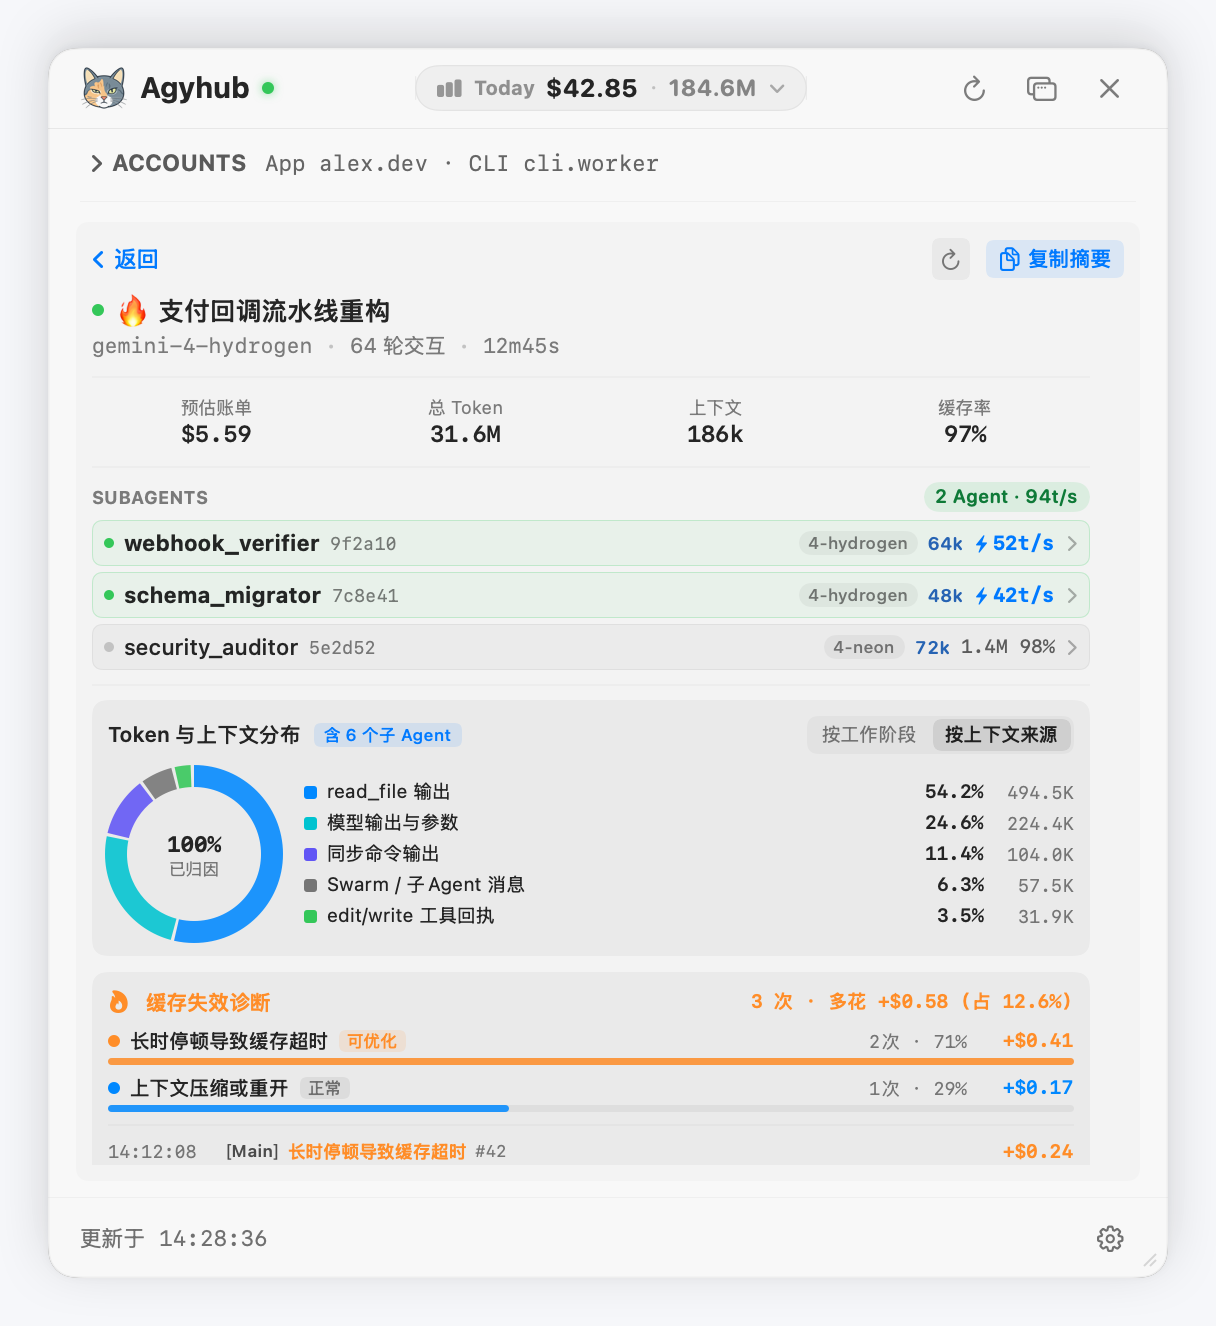 Agyhub
Today $42.85 · 184.6M
ACCOUNTS App alex.dev · CLI cli.worker
返回
复制摘要
支付回调流水线重构
gemini-4-hydrogen · 64 轮交互 · 12m45s
预估账单 总 Token 上下文 缓存率
$5.59 31.6M 186k 97%
SUBAGENTS 2 Agent · 94t/s
webhook_verifier 9f2a10 4-hydrogen 64k 52t/s
schema_migrator 7c8e41 4-hydrogen 48k 42t/s
security_auditor 5e2d52 4-neon 72k 1.4M 98%
Token 与上下文分布 含 6 个子 Agent 按工作阶段 按上下文来源
100%
已归因
read_file 输出 54.2% 494.5K
模型输出与参数 24.6% 224.4K
同步命令输出 11.4% 104.0K
Swarm / 子 Agent 消息 6.3% 57.5K
edit/write 工具回执 3.5% 31.9K
缓存失效诊断 3 次 · 多花 +$0.58 (占 12.6%)
长时停顿导致缓存超时 可优化 2次 · 71% +$0.41
上下文压缩或重开 正常 1次 · 29% +$0.17
14:12:08 [Main] 长时停顿导致缓存超时 #42 +$0.24
更新于 14:28:36